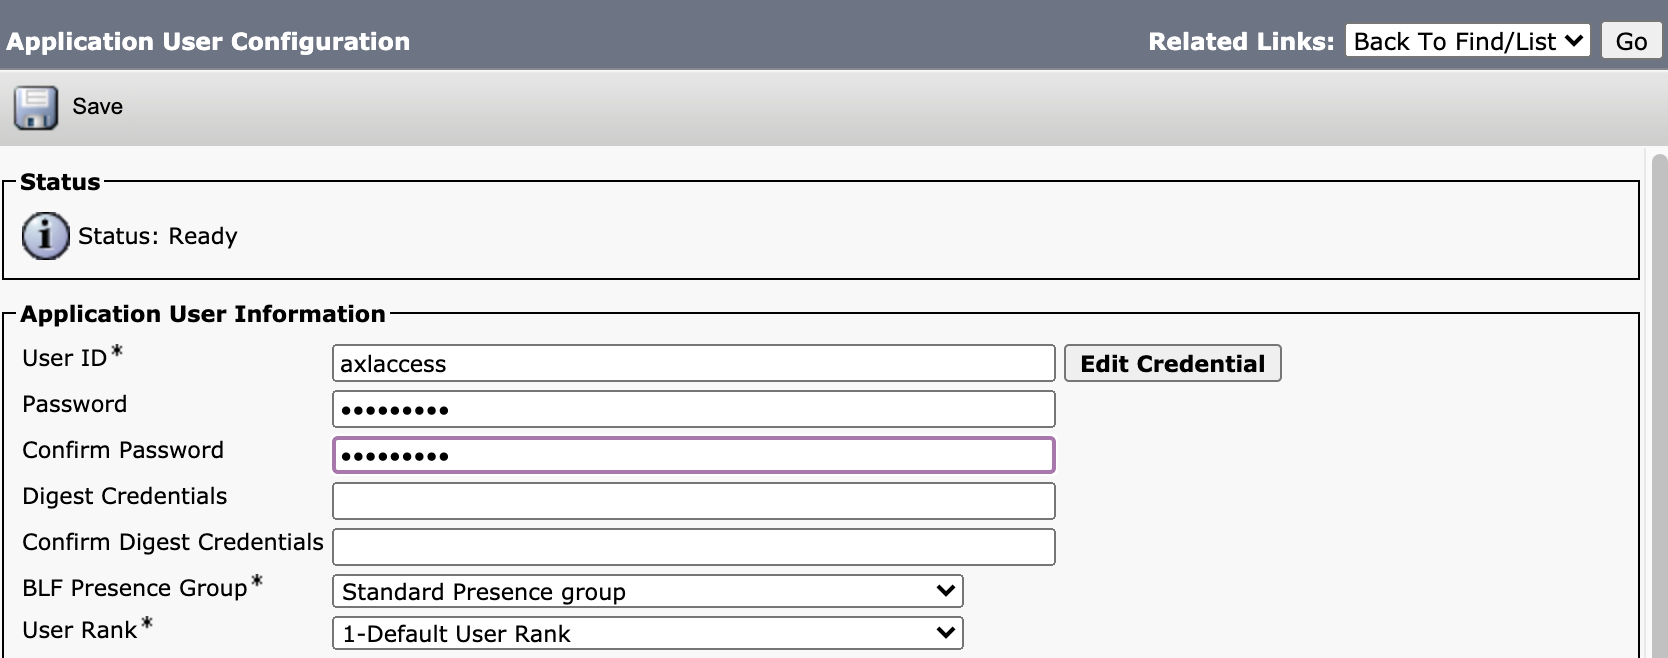 Application User Configuration
Related Links: Back To Find/List Go
Save
Status
i Status: Ready
Application User Information
User ID* axlaccess Edit Credential
Password •••••••••
Confirm Password •••••••••
Digest Credentials
Confirm Digest Credentials
BLF Presence Group* Standard Presence group
User Rank* 1-Default User Rank